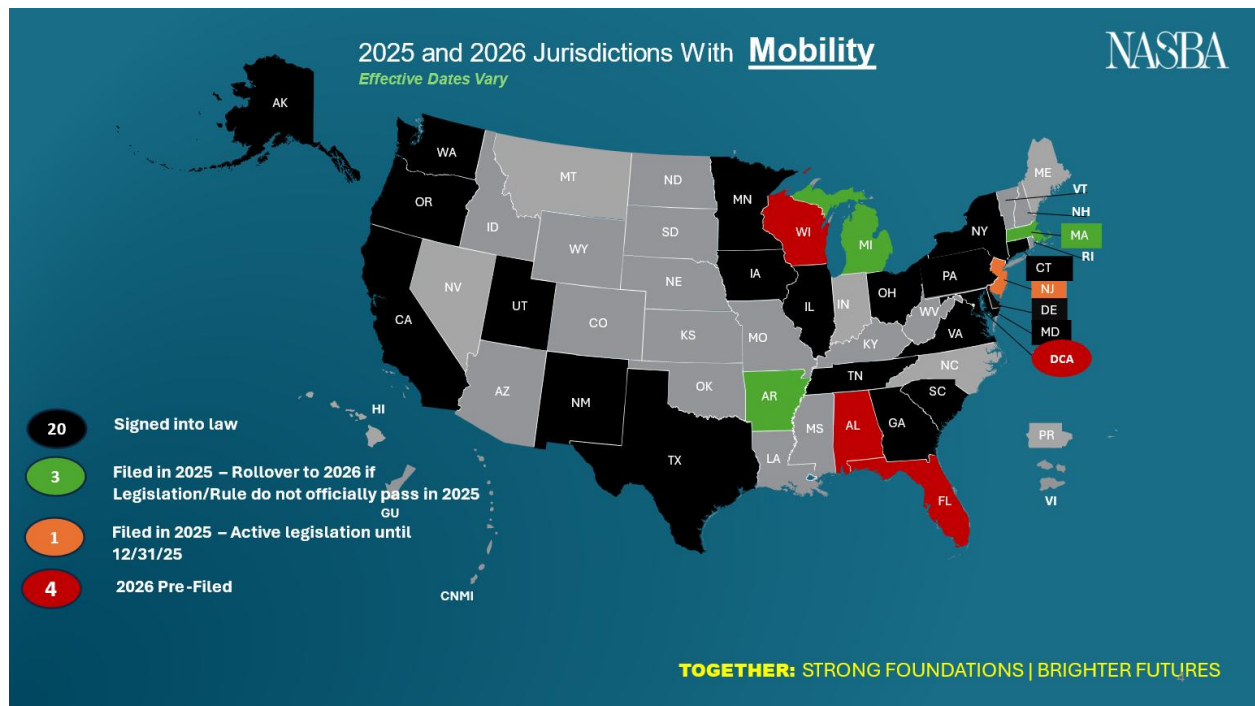 2025 and 2026 Jurisdictions With Mobility
Effective Dates Vary
NASBA
AK
WA
OR
CA
ID
NV
MT
WY
UT
AZ
CO
NM
ND
SD
NE
KS
OK
TX
MN
IA
MO
AR
LA
WI
IL
MI
IN
OH
KY
TN
MS
AL
GA
FL
SC
NC
VA
WV
PA
NY
ME
VT
NH
MA
RI
CT
NJ
DE
MD
DCA
HI
GU
CNMI
PR
VI
20 Signed into law
3 Filed in 2025 – Rollover to 2026 if
Legislation/Rule do not officially pass in 2025
1 Filed in 2025 – Active legislation until
12/31/25
4 2026 Pre-Filed
TOGETHER: STRONG FOUNDATIONS | BRIGHTER FUTURES
4